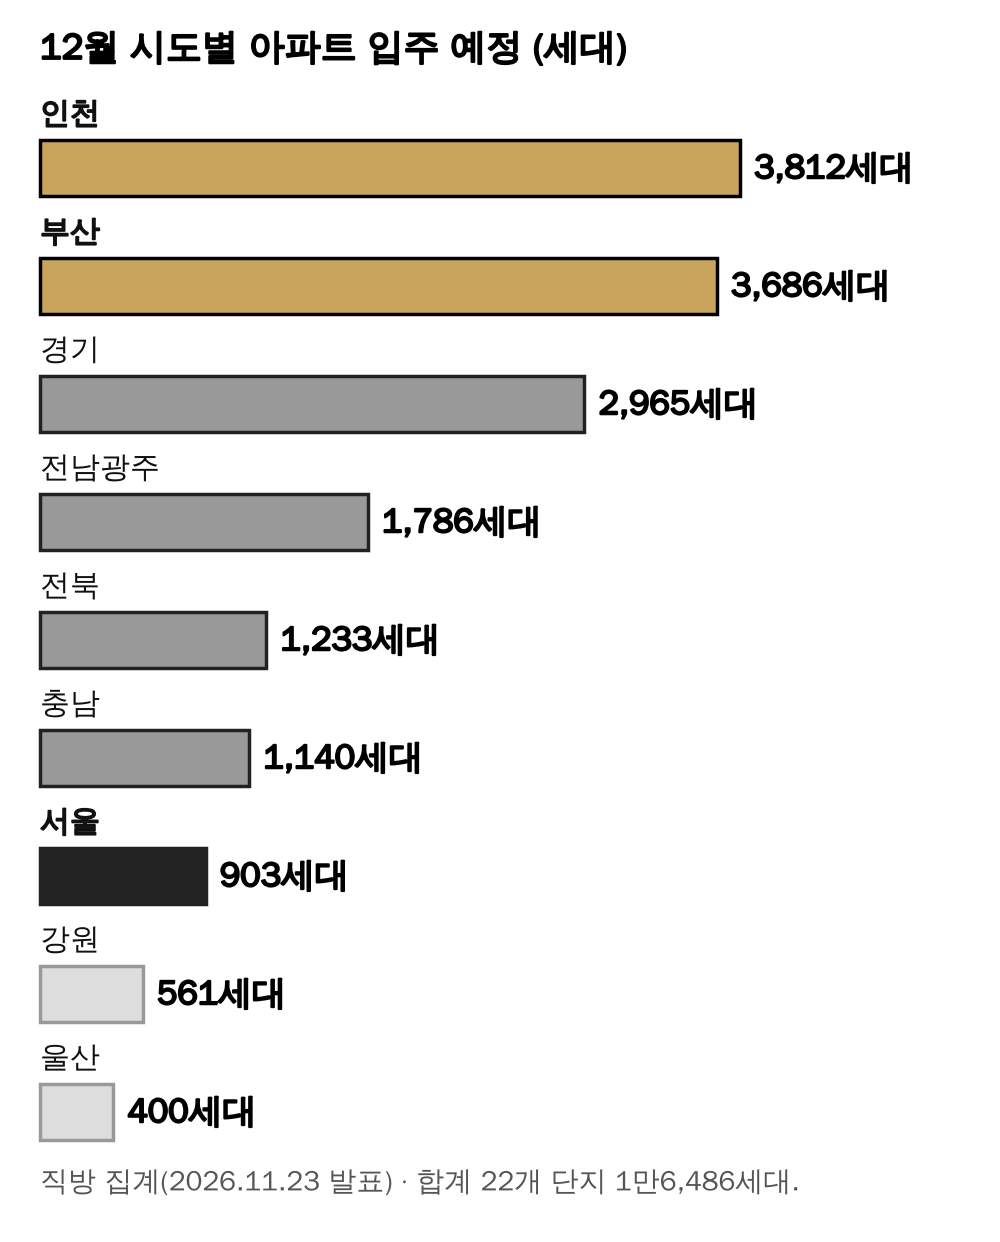 12월 시도별 아파트 입주 예정 (세대)
인천
3,812세대
부산
3,686세대
경기
2,965세대
전남광주
1,786세대
전북
1,233세대
충남
1,140세대
서울
903세대
강원
561세대
울산
400세대
직방 집계(2026.11.23 발표) · 합계 22개 단지 1만6,486세대.